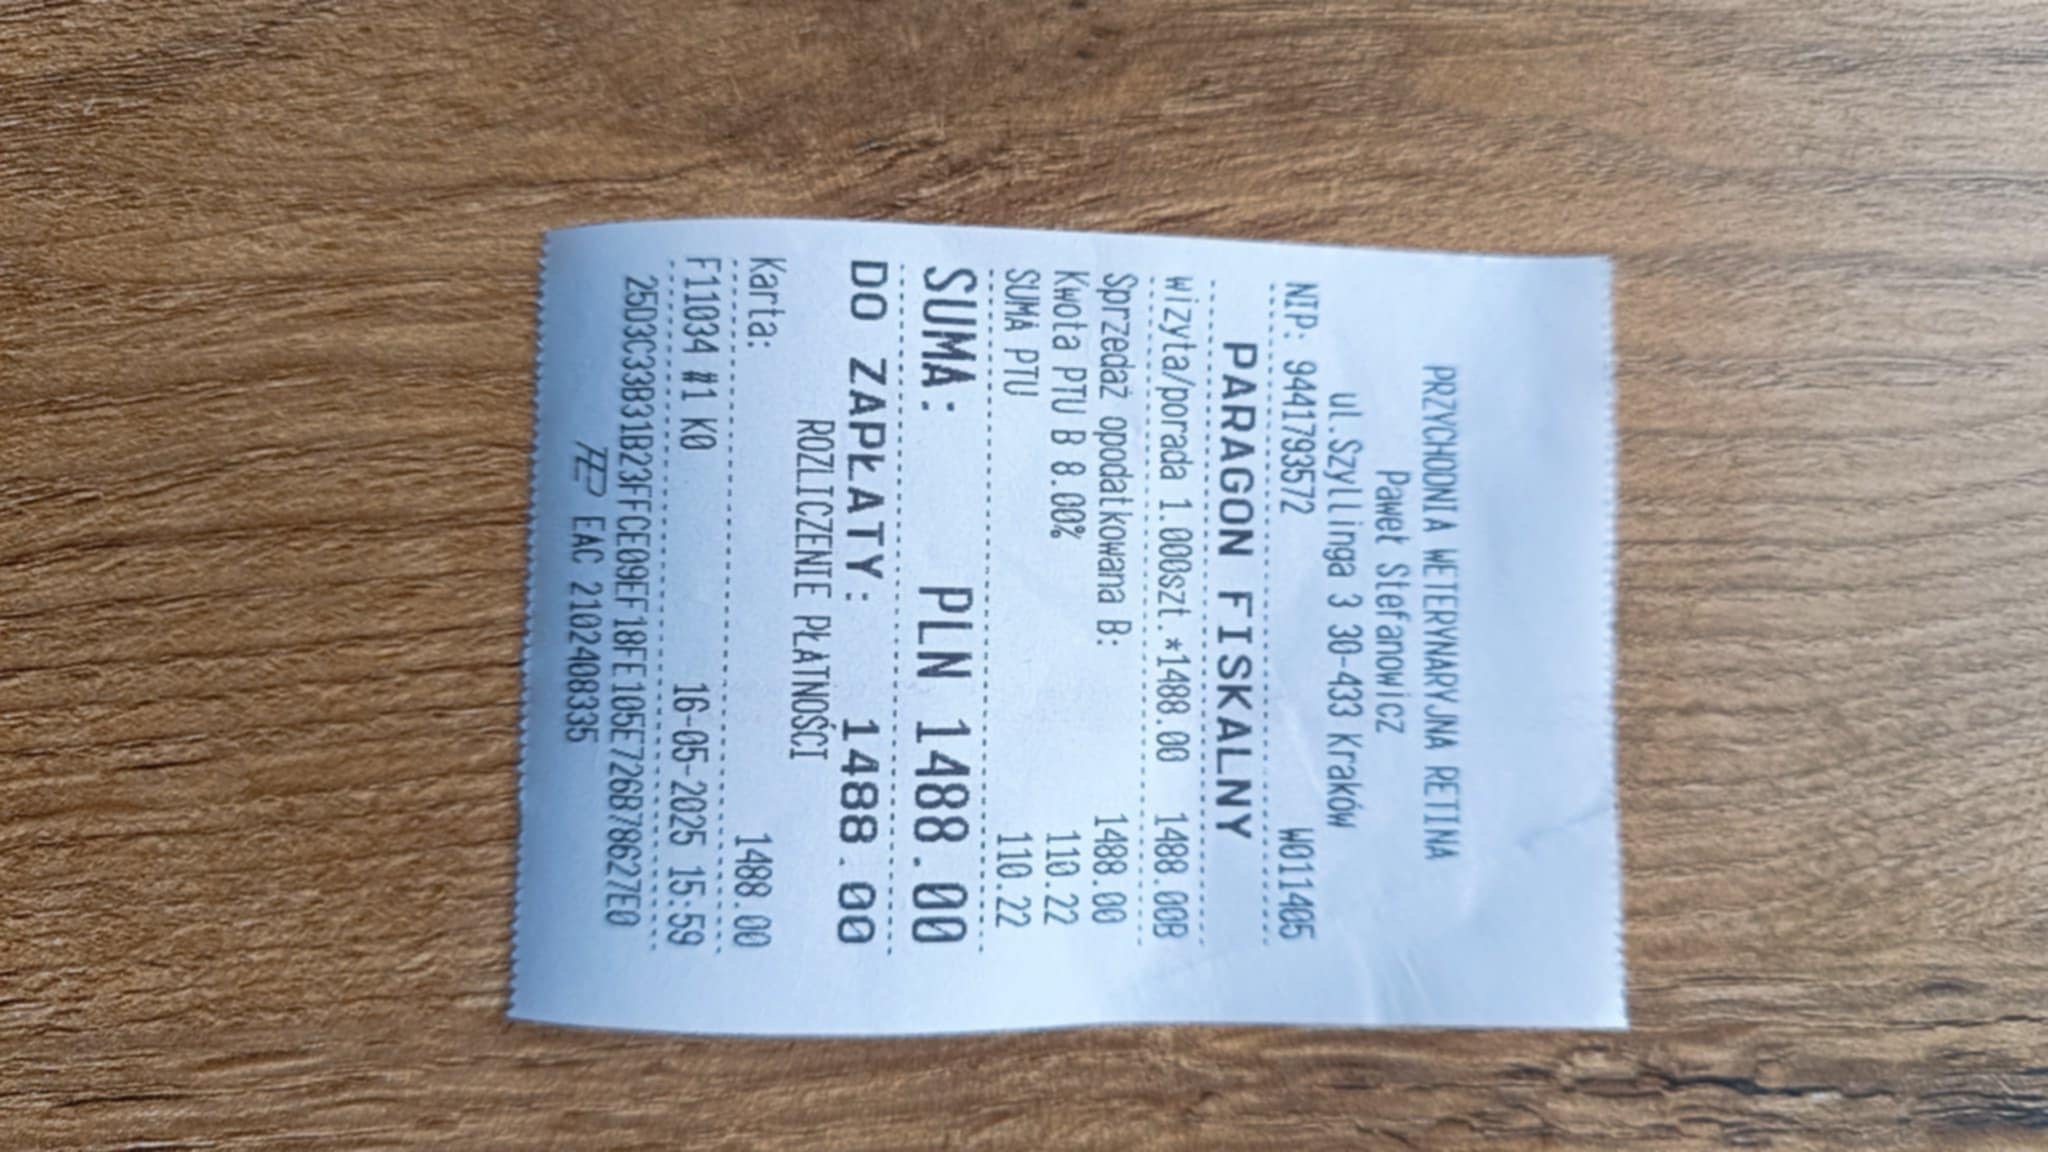 PRZYCHODNIA WETERYNARYJNA RETINA
Paweł Stefanowicz
ul.Szyllinga 3 30-433 Kraków
NIP: 9441793572 W011405
PARAGON FISKALNY
wizyta/porada 1.000szt.*1488.00 1488.00B
Sprzedaż opodatkowana B: 1488.00
Kwota PTU B 8.00% 110.22
SUMA PTU 110.22
SUMA: PLN 1488.00
DO ZAPŁATY: 1488.00
ROZLICZENIE PŁATNOŚCI
Karta: 1488.00
F11034 #1 K0 16-05-2025 15:59
25D3C33B31B23FFCE09EF18FE105E726B78627E0
EAC 2102408335